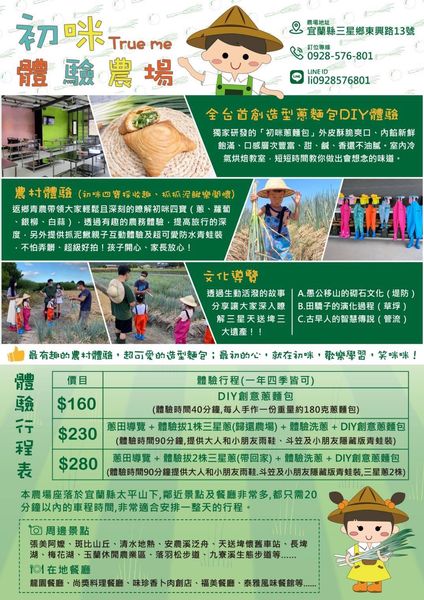 初咪 True me
體驗農場
農場地址
宜蘭縣三星鄉東興路13號
訂位專線
0928-576-801
LINE ID
li0928576801
全台首創造型蔥麵包DIY體驗
獨家研發的「初咪蔥麵包」外皮酥脆爽口、內餡新鮮
飽滿、口感層次豐富、甜、鹹、香還不油膩。室內冷
氣烘焙教室，短短時間教你做出會想念的味道。
農村體驗(初咪四寶採收趣、抓抓泥鰍樂翻漂)
返鄉青農帶領大家輕鬆且深刻的瞭解初咪四寶（蔥、蘿蔔
、銀柳、白蒜），透過有趣的農務體驗，提高旅行的深
度，另外提供抓泥鰍親子互動體驗及超可愛防水青蛙裝
，不怕弄髒、超級好拍！孩子開心、家長放心！
文化導覽
透過生動活潑的故事
分享讓大家深入瞭
解三星天送埤三
大遺產！！
A.愚公移山的砌石文化（堤防）
B.田驕子的演化過程（草埒）
C.古早人的智慧傳說（管流）
最有趣的農村體驗，超可愛的造型麵包；最初的心，就在初咪，歡樂學習，笑咪咪！
體驗行程表
價目
體驗行程(一年四季皆可)
$160
DIY創意蔥麵包
(體驗時間40分鐘,每人手作一份重量約180克蔥麵包)
$230
蔥田導覽 + 體驗拔1株三星蔥(歸還農場) + 體驗洗蔥 + DIY創意蔥麵包
(體驗時間90分鐘,提供大人和小朋友雨鞋、斗笠及小朋友隱藏版青蛙裝)
$280
蔥田導覽 + 體驗拔2株三星蔥(帶回家) + 體驗洗蔥 + DIY創意蔥麵包
(體驗時間90分鐘提供大人和小朋友雨鞋,斗笠及小朋友隱藏版青蛙裝,三星蔥2株)
本農場座落於宜蘭縣太平山下,鄰近景點及餐廳非常多,都只需20
分鐘以內的車程時間,非常適合安排一整天的行程。
周邊景點
張美阿嬤、斑比山丘、清水地熱、安農溪泛舟、天送埤懷舊車站、長埤
湖、梅花湖、玉蘭休閒農業區、落羽松步道、九寮溪生態步道等......
在地餐廳
龍園餐廳、尚獎料理餐廳、味珍香卜肉創店、福美餐廳、泰雅風味餐館等......